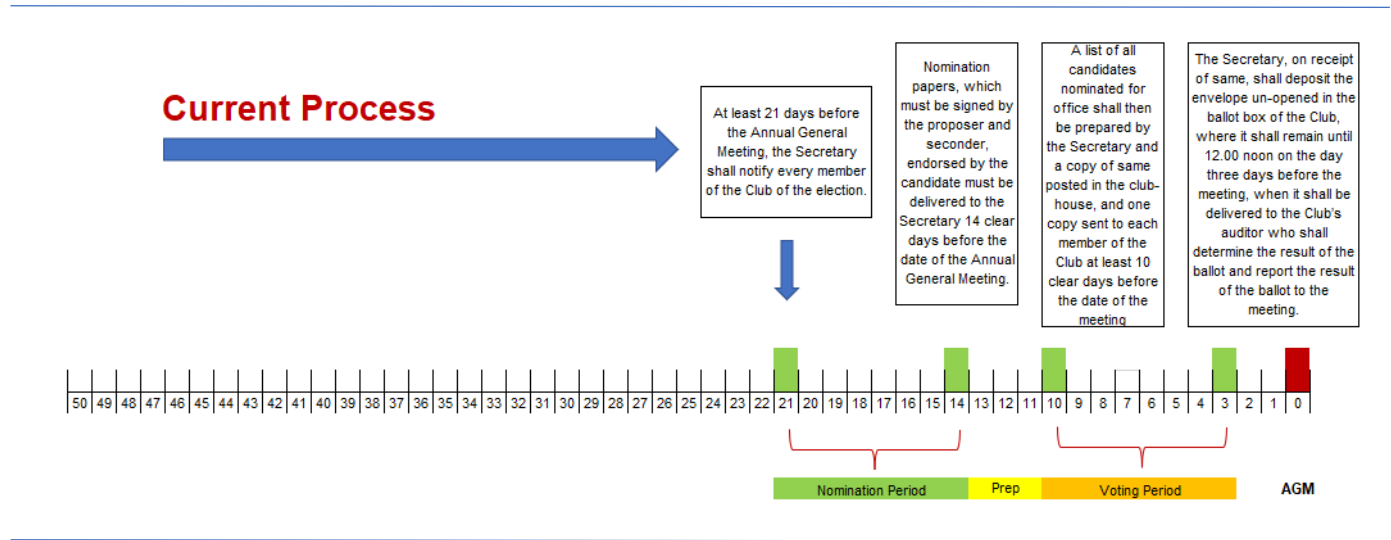 Current Process
At least 21 days before
the Annual General
Meeting, the Secretary
shall notify every member
of the Club of the election.
Nomination
papers, which
must be signed by
the proposer and
seconder,
endorsed by the
candidate must be
delivered to the
Secretary 14 clear
days before the
date of the Annual
General Meeting.
A list of all
candidates
nominated for
office shall then
be prepared by
the Secretary and
a copy of same
posted in the club-
house, and one
copy sent to each
member of the
Club at least 10
clear days before
the date of the
meeting
The Secretary, on receipt
of same, shall deposit the
envelope un-opened in the
ballot box of the Club,
where it shall remain until
12.00 noon on the day
three days before the
meeting, when it shall be
delivered to the Club's
auditor who shall
determine the result of the
ballot and report the result
of the ballot to the
meeting.
50 49 48 47 46 45 44 43 42 41 40 39 38 37 36 35 34 33 32 31 30 29 28 27 26 25 24 23 22 21 20 19 18 17 16 15 14 13 12 11 10 9 8 7 6 5 4 3 2 1 0
Nomination Period Prep Voting Period AGM